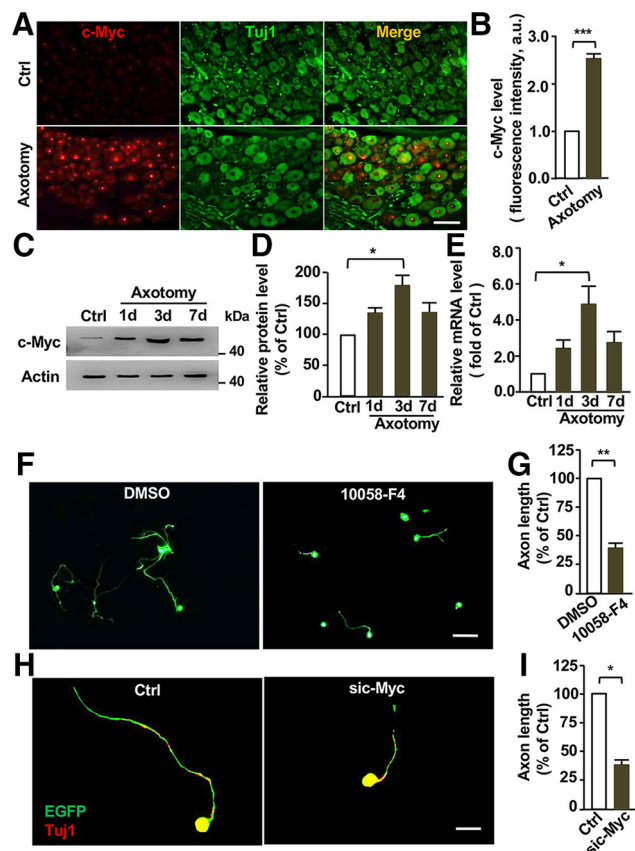 A
c-Myc
Tuj1
Merge
Ctrl
Axotomy
B
c-Myc level
( fluorescence intensity, a.u.)
3.0
2.0
1.0
0
***
Ctrl
Axotomy
C
Axotomy
Ctrl 1d 3d 7d kDa
c-Myc
40
Actin
40
D
Relative protein level
(% of Ctrl)
200
150
100
50
0
*
Ctrl 1d 3d 7d
Axotomy
E
Relative mRNA level
( fold of Ctrl )
8.0
6.0
4.0
2.0
0
*
Ctrl 1d 3d 7d
Axotomy
F
DMSO
10058-F4
G
Axon length
(% of Ctrl)
125
100
75
50
25
0
**
DMSO
10058-F4
H
Ctrl
sic-Myc
EGFP
Tuj1
I
Axon length
(% of Ctrl)
125
100
75
50
25
0
*
Ctrl
sic-Myc